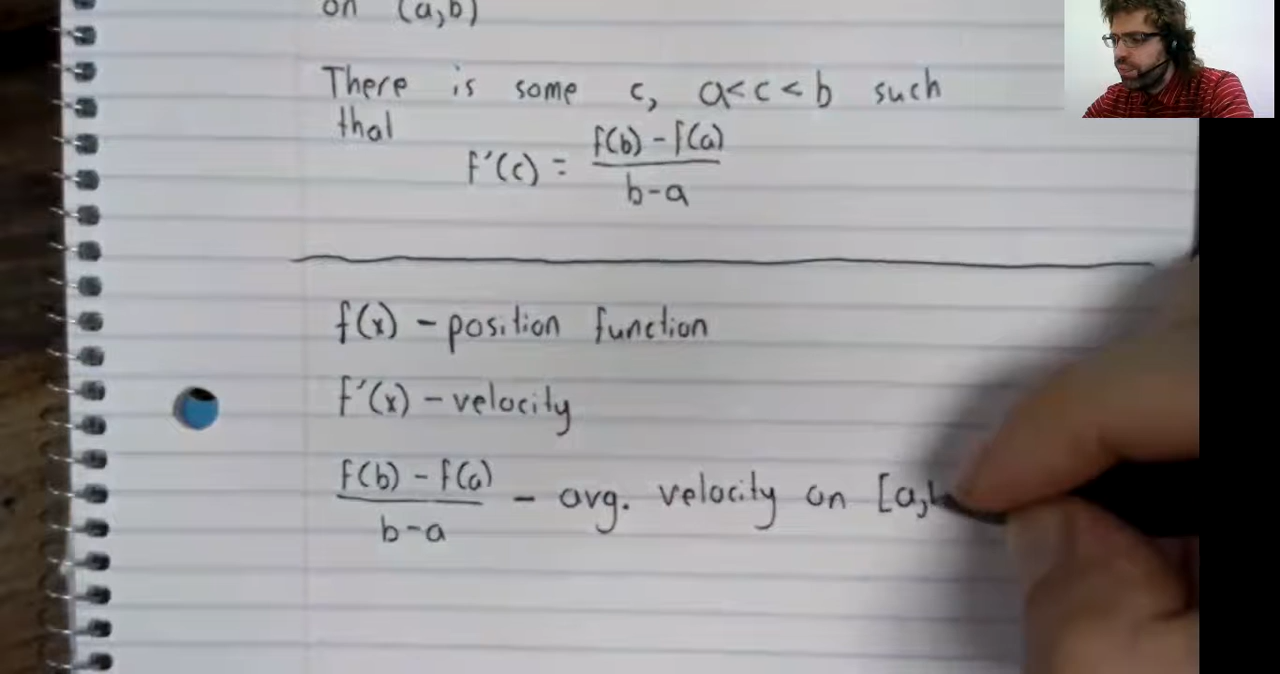 on (a,b)
There is some c, a<c<b such
that
f'(c) = f(b) - f(a) / b-a
f(x) - position function
f'(x) - velocity
f(b) - f(a) / b-a - avg. velocity on [a,b